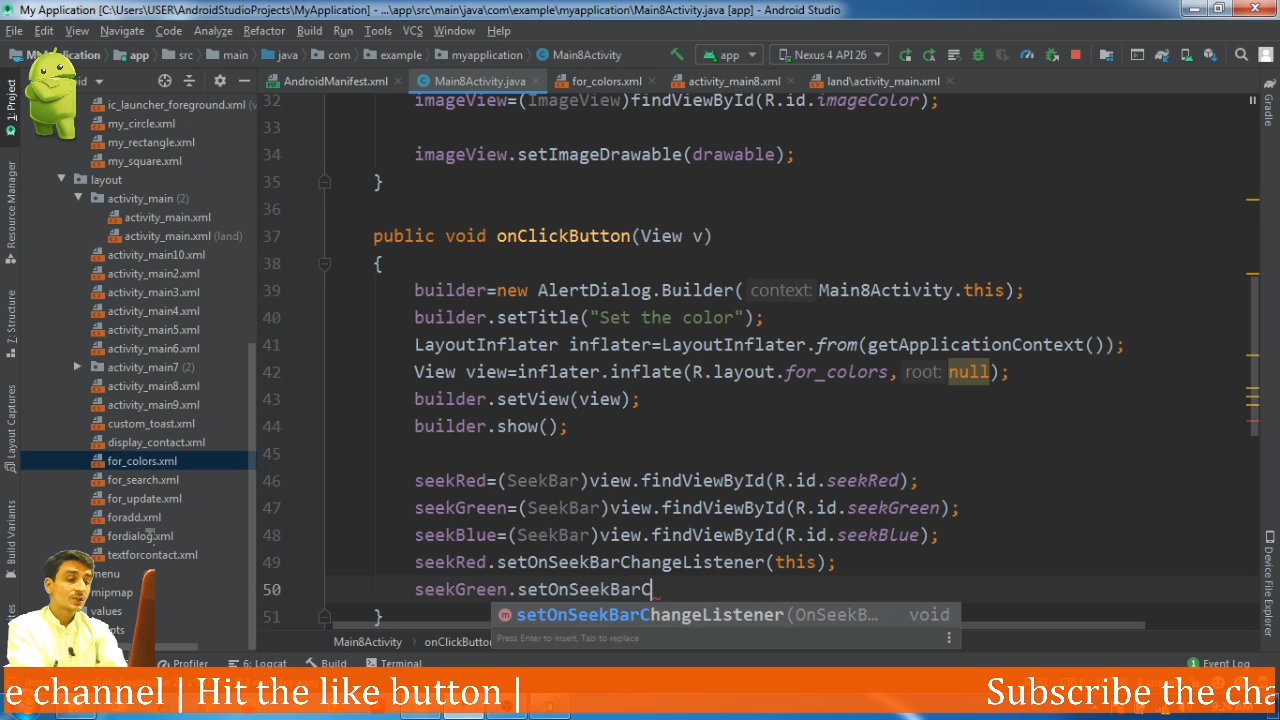 My Application [C:\Users\USER\AndroidStudioProjects\MyApplication] - ...\app\src\main\java\com\example\myapplication\Main8Activity.java [app] - Android Studio
File Edit View Navigate Code Analyze Refactor Build Run Tools VCS Window Help
Application app src main java com example myapplication Main8Activity app Nexus 4 API 26
AndroidManifest.xml Main8Activity.java for_colors.xml activity_main8.xml land\activity_main.xml
1: Project
Resource Manager
7: Structure
Layout Captures
Build Variants
Gradle
Device File Explorer
ic_launcher_foreground.xml (v
my_circle.xml
my_rectangle.xml
my_square.xml
layout
activity_main (2)
activity_main.xml
activity_main.xml (land)
activity_main10.xml
activity_main2.xml
activity_main3.xml
activity_main4.xml
activity_main5.xml
activity_main6.xml
activity_main7 (2)
activity_main8.xml
activity_main9.xml
custom_toast.xml
display_contact.xml
for_colors.xml
for_search.xml
for_update.xml
foradd.xml
fordialog.xml
textforcontact.xml
menu
mipmap
values
32 imageView=(ImageView)findViewById(R.id.imageColor);
33
34 imageView.setImageDrawable(drawable);
35 }
36
37 public void onClickButton(View v)
38 {
39 builder=new AlertDialog.Builder( context: Main8Activity.this);
40 builder.setTitle("Set the color");
41 LayoutInflater inflater=LayoutInflater.from(getApplicationContext());
42 View view=inflater.inflate(R.layout.for_colors, root: null);
43 builder.setView(view);
44 builder.show();
45
46 seekRed=(SeekBar)view.findViewById(R.id.seekRed);
47 seekGreen=(SeekBar)view.findViewById(R.id.seekGreen);
48 seekBlue=(SeekBar)view.findViewById(R.id.seekBlue);
49 seekRed.setOnSeekBarChangeListener(this);
50 seekGreen.setOnSeekBarC
51 }
m setOnSeekBarChangeListener(OnSeekB… void
Press Enter to insert, Tab to replace
Main8Activity onClickButton
Profiler 6: Logcat Build Terminal 1 Event Log
e channel | Hit the like button | Subscribe the cha